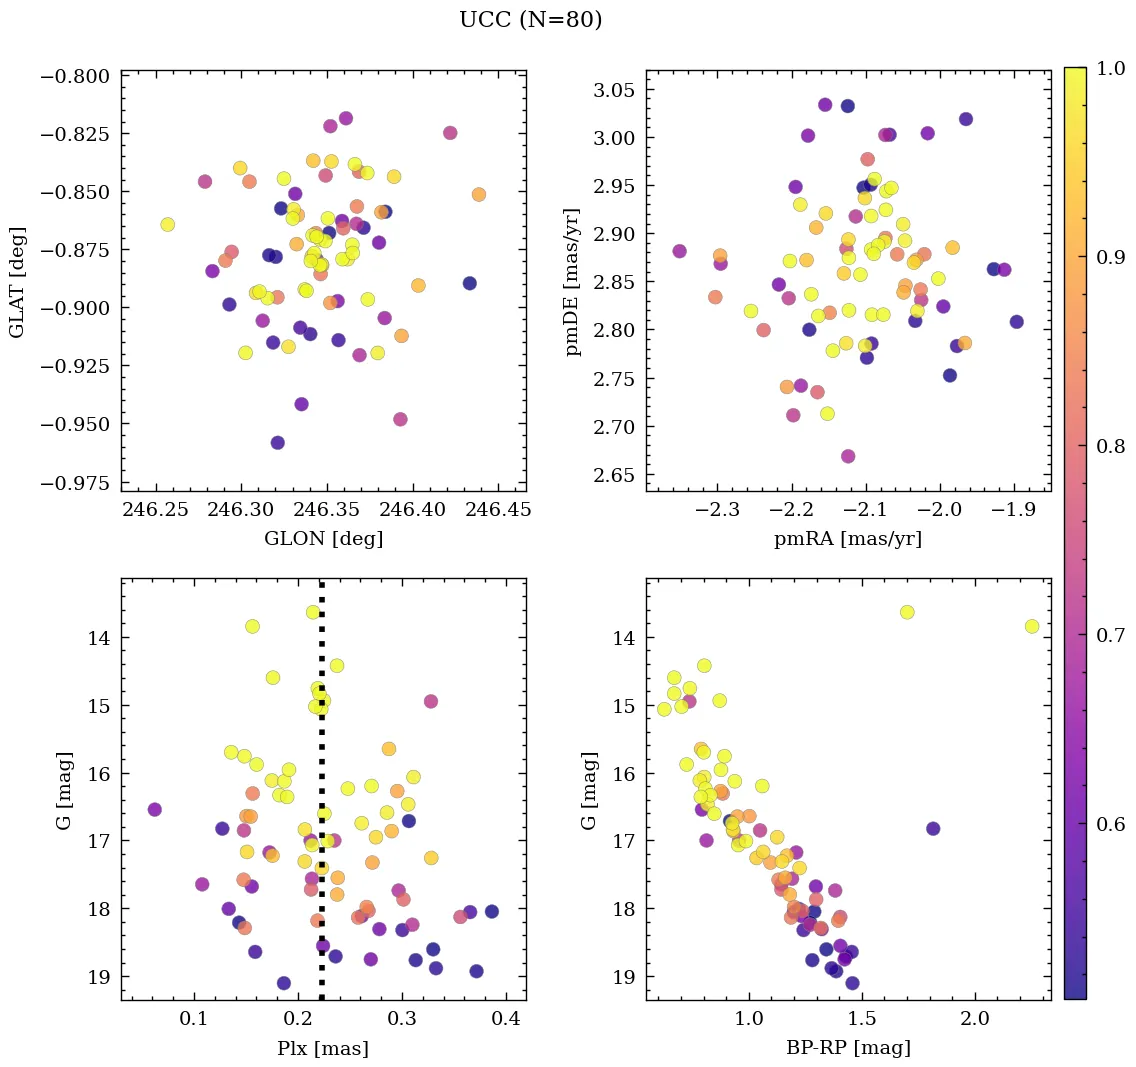 UCC (N=80)
−0.800
−0.825
−0.850
−0.875
−0.900
−0.925
−0.950
−0.975
GLAT [deg]
246.25 246.30 246.35 246.40 246.45
GLON [deg]
3.05
3.00
2.95
2.90
2.85
2.80
2.75
2.70
2.65
pmDE [mas/yr]
−2.3 −2.2 −2.1 −2.0 −1.9
pmRA [mas/yr]
14
15
16
17
18
19
G [mag]
0.1 0.2 0.3 0.4
Plx [mas]
14
15
16
17
18
19
G [mag]
1.0 1.5 2.0
BP-RP [mag]
1.0
0.9
0.8
0.7
0.6